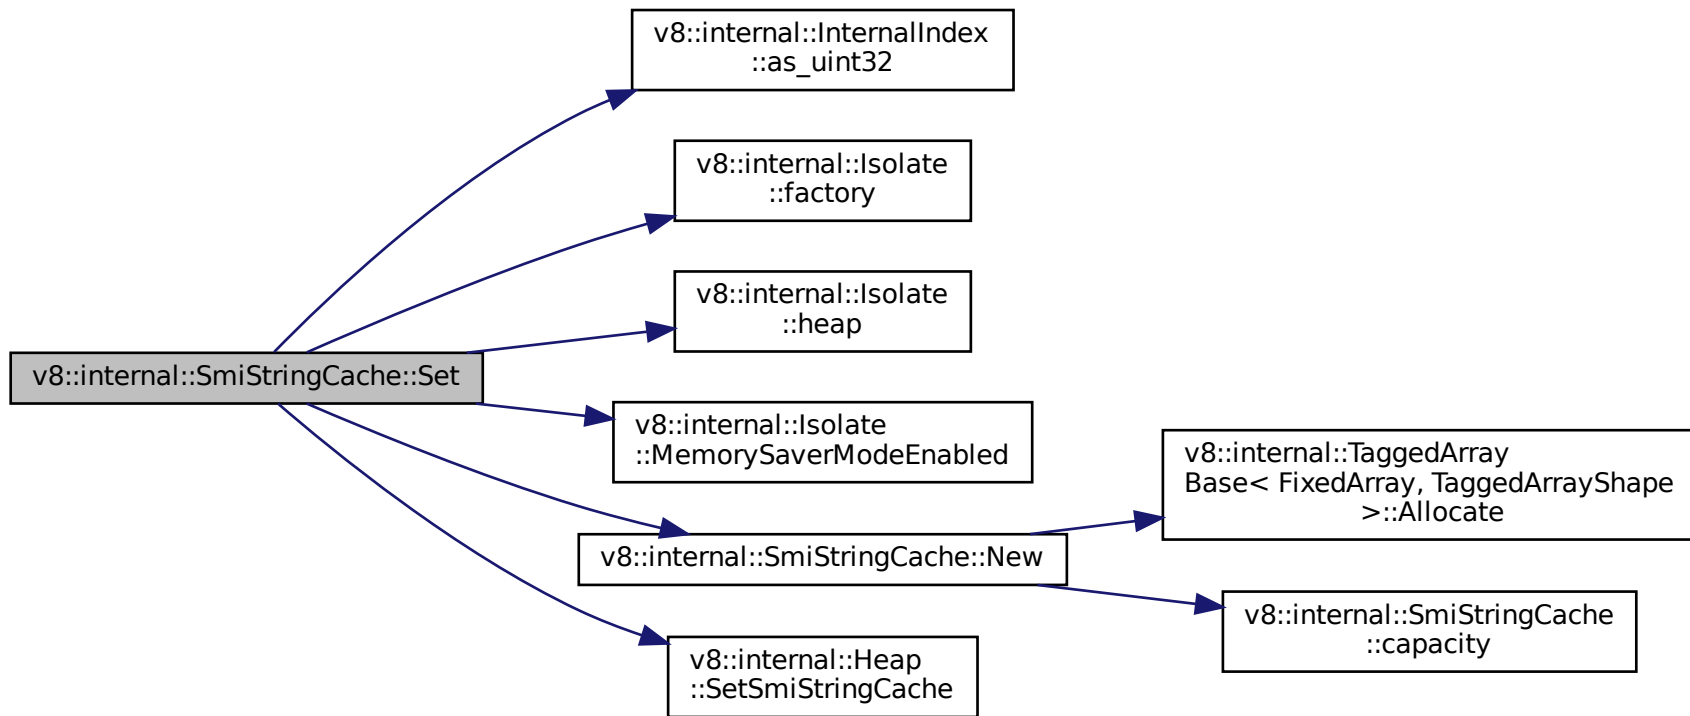 v8::internal::InternalIndex
::as_uint32
v8::internal::Isolate
::factory
v8::internal::Isolate
::heap
v8::internal::SmiStringCache::Set
v8::internal::Isolate
::MemorySaverModeEnabled
v8::internal::TaggedArray
Base< FixedArray, TaggedArrayShape
>::Allocate
v8::internal::SmiStringCache::New
v8::internal::SmiStringCache
::capacity
v8::internal::Heap
::SetSmiStringCache